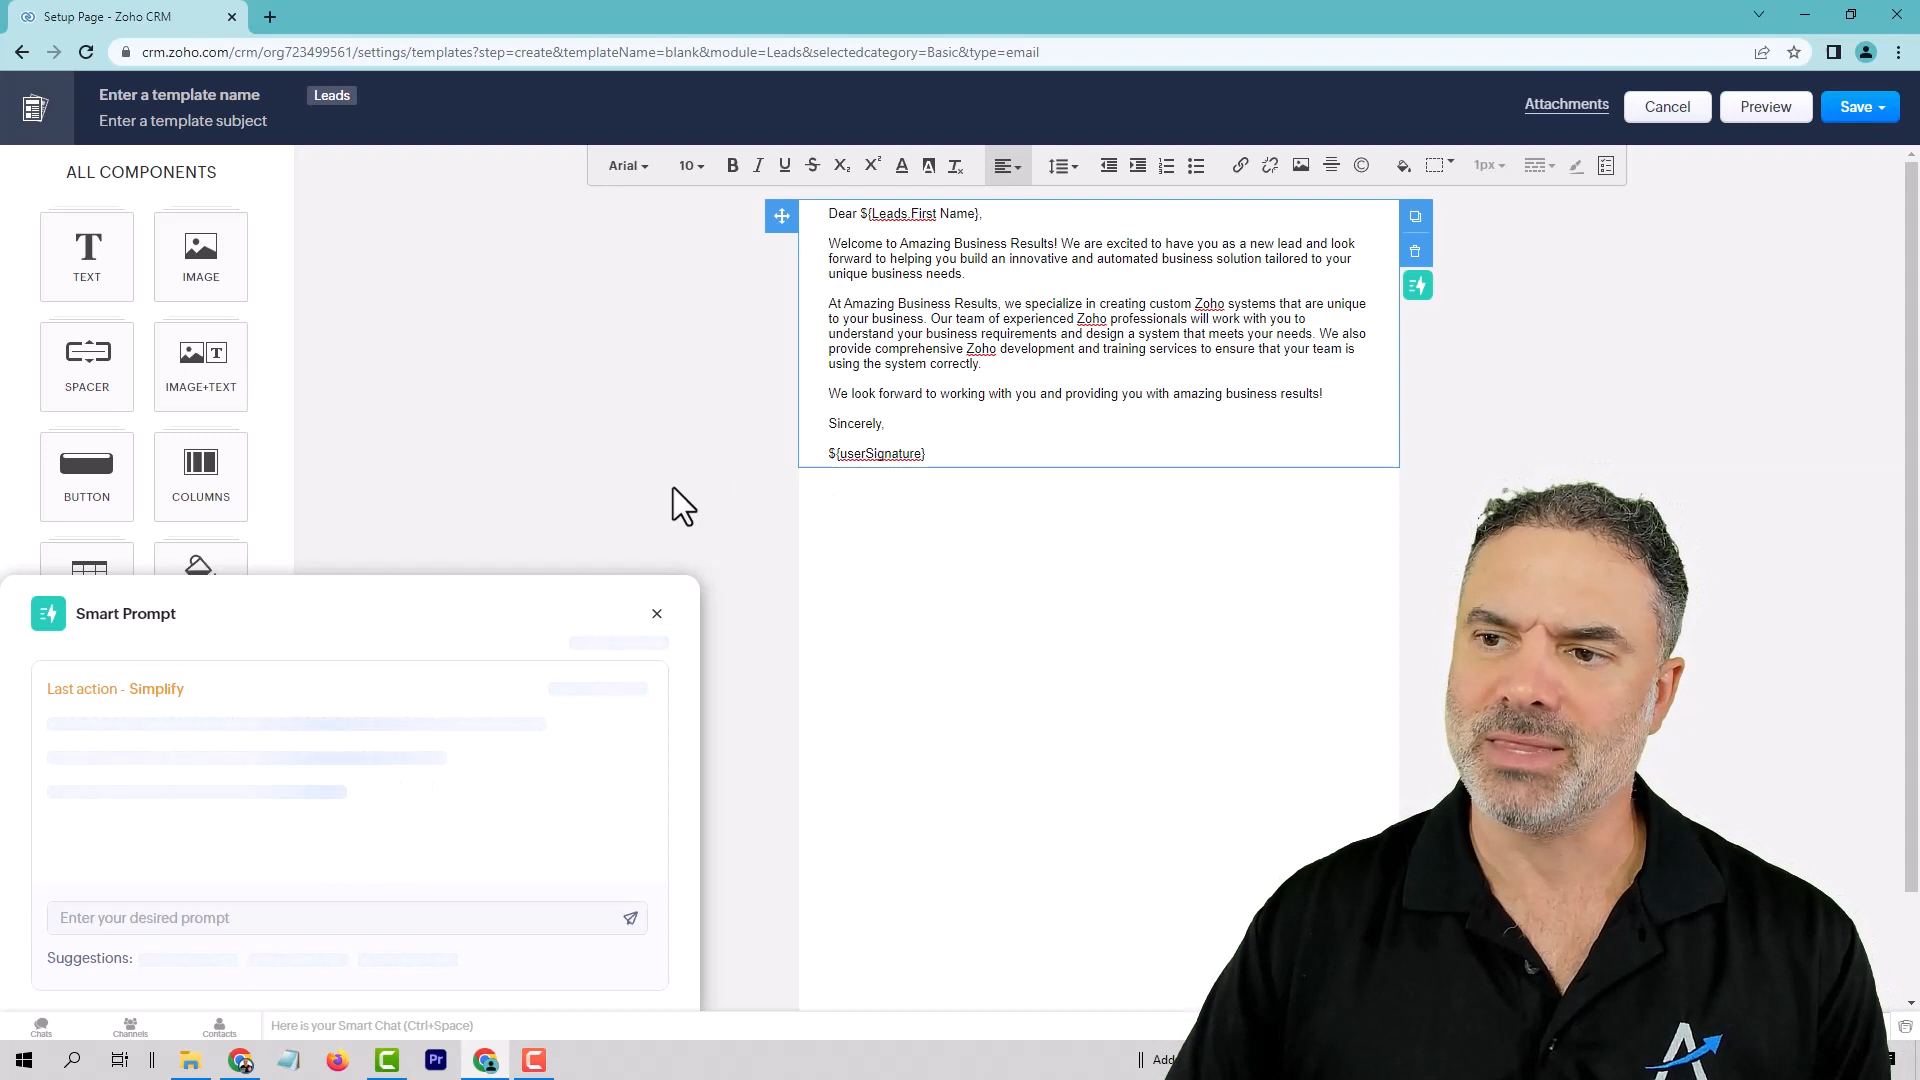 Setup Page - Zoho CRM
crm.zoho.com/crm/org723499561/settings/templates?step=create&templateName=blank&module=Leads&selectedcategory=Basic&type=email
Enter a template name
Leads
Enter a template subject
Attachments
Cancel
Preview
Save
ALL COMPONENTS
TEXT
IMAGE
SPACER
IMAGE+TEXT
BUTTON
COLUMNS
Arial
10
1px
Dear ${Leads.First Name},
Welcome to Amazing Business Results! We are excited to have you as a new lead and look
forward to helping you build an innovative and automated business solution tailored to your
unique business needs.
At Amazing Business Results, we specialize in creating custom Zoho systems that are unique
to your business. Our team of experienced Zoho professionals will work with you to
understand your business requirements and design a system that meets your needs. We also
provide comprehensive Zoho development and training services to ensure that your team is
using the system correctly.
We look forward to working with you and providing you with amazing business results!
Sincerely,
${userSignature}
Smart Prompt
Last action - Simplify
Enter your desired prompt
Suggestions:
Chats
Channels
Contacts
Here is your Smart Chat (Ctrl+Space)
Pr